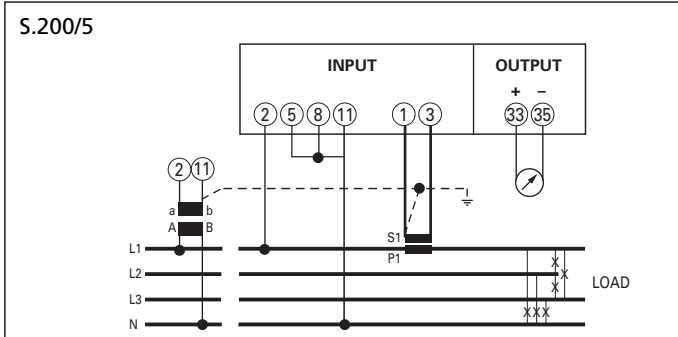 S.200/5
INPUT OUTPUT
+ –
2 5 8 11 1 3 33 35
2 11
a b
A B
S1
L1
P1
L2
LOAD
L3
X X
X
X X X
N